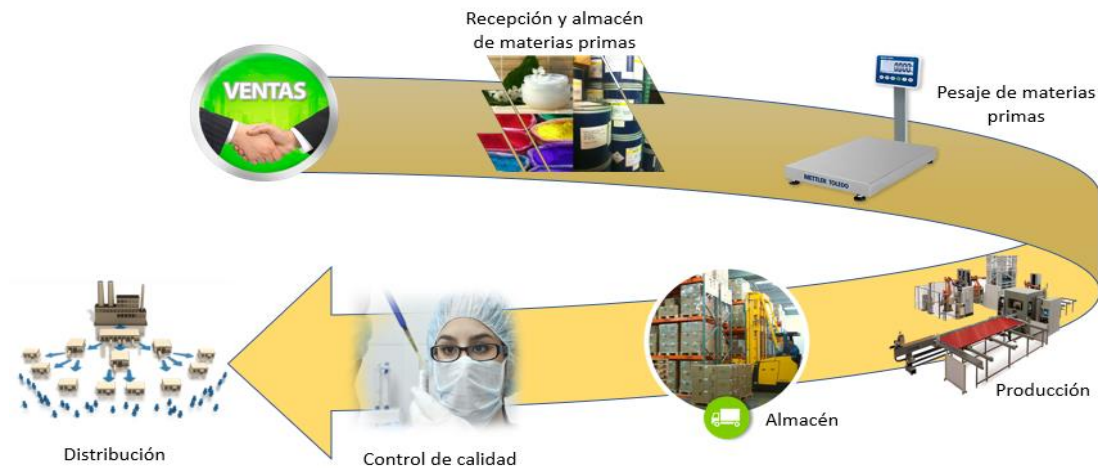 Recepción y almacén
de materias primas
VENTAS
Pesaje de materias
primas
METTLER TOLEDO
Producción
Almacén
Control de calidad
Distribución